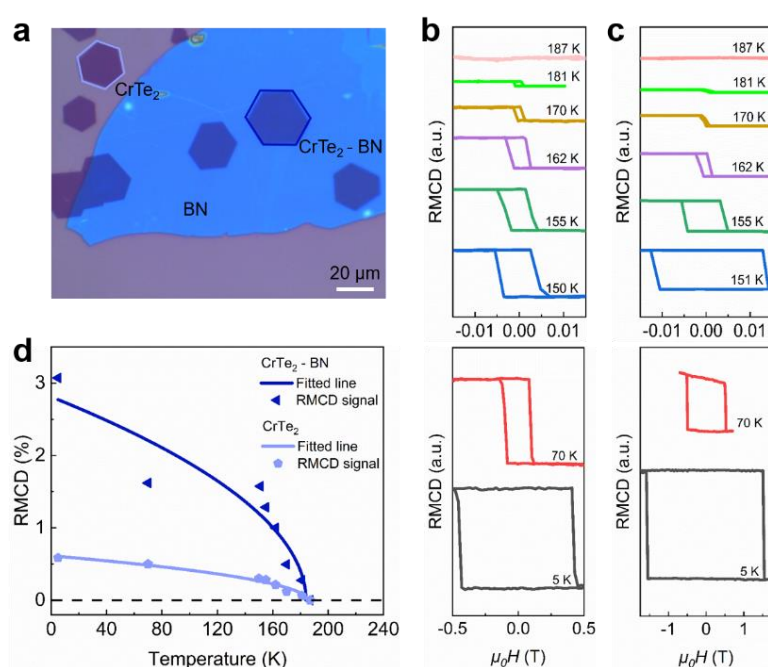 a
CrTe2
CrTe2 - BN
BN
20 μm
b
RMCD (a.u.)
187 K
181 K
170 K
162 K
155 K
150 K
-0.01 0.00 0.01
RMCD (a.u.)
70 K
5 K
-0.5 0.0 0.5
μ0H (T)
c
RMCD (a.u.)
187 K
181 K
170 K
162 K
155 K
151 K
-0.01 0.00 0.01
RMCD (a.u.)
70 K
5 K
-1 0 1
μ0H (T)
d
RMCD (%)
3
2
1
0
CrTe2 - BN
Fitted line
RMCD signal
CrTe2
Fitted line
RMCD signal
0 40 80 120 160 200 240
Temperature (K)